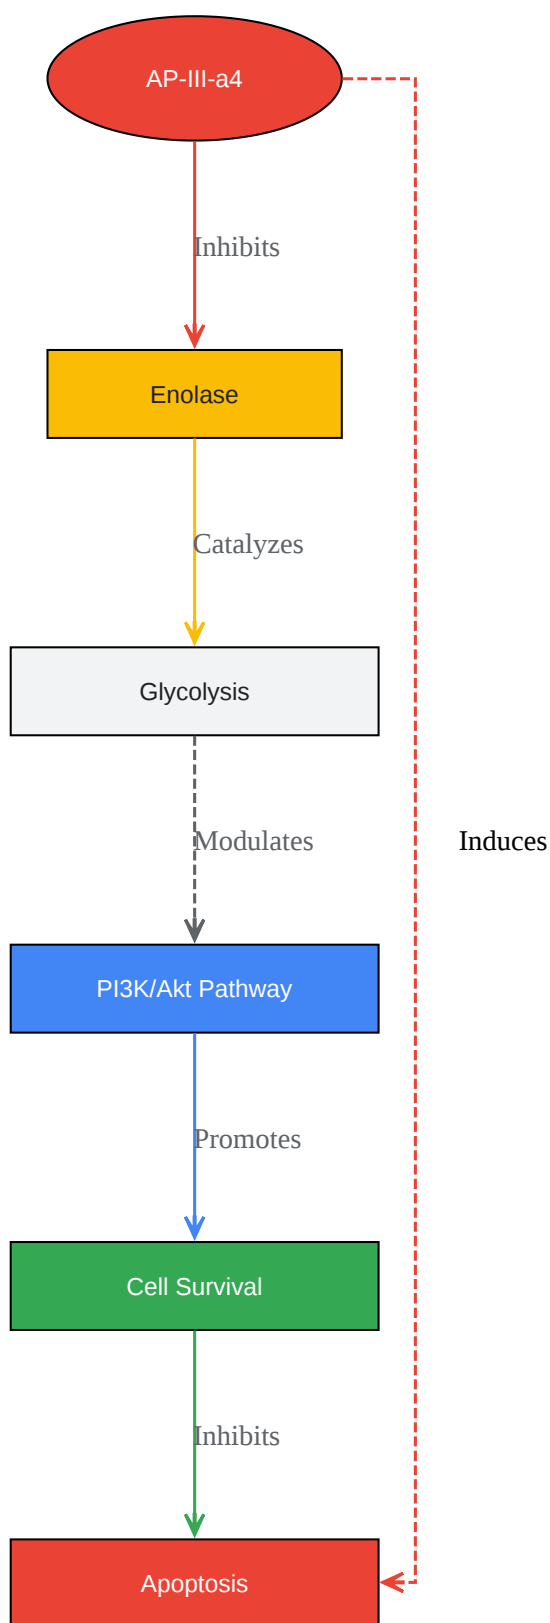 AP-III-a4
Inhibits
Enolase
Catalyzes
Glycolysis
Modulates
Induces
PI3K/Akt Pathway
Promotes
Cell Survival
Inhibits
Apoptosis